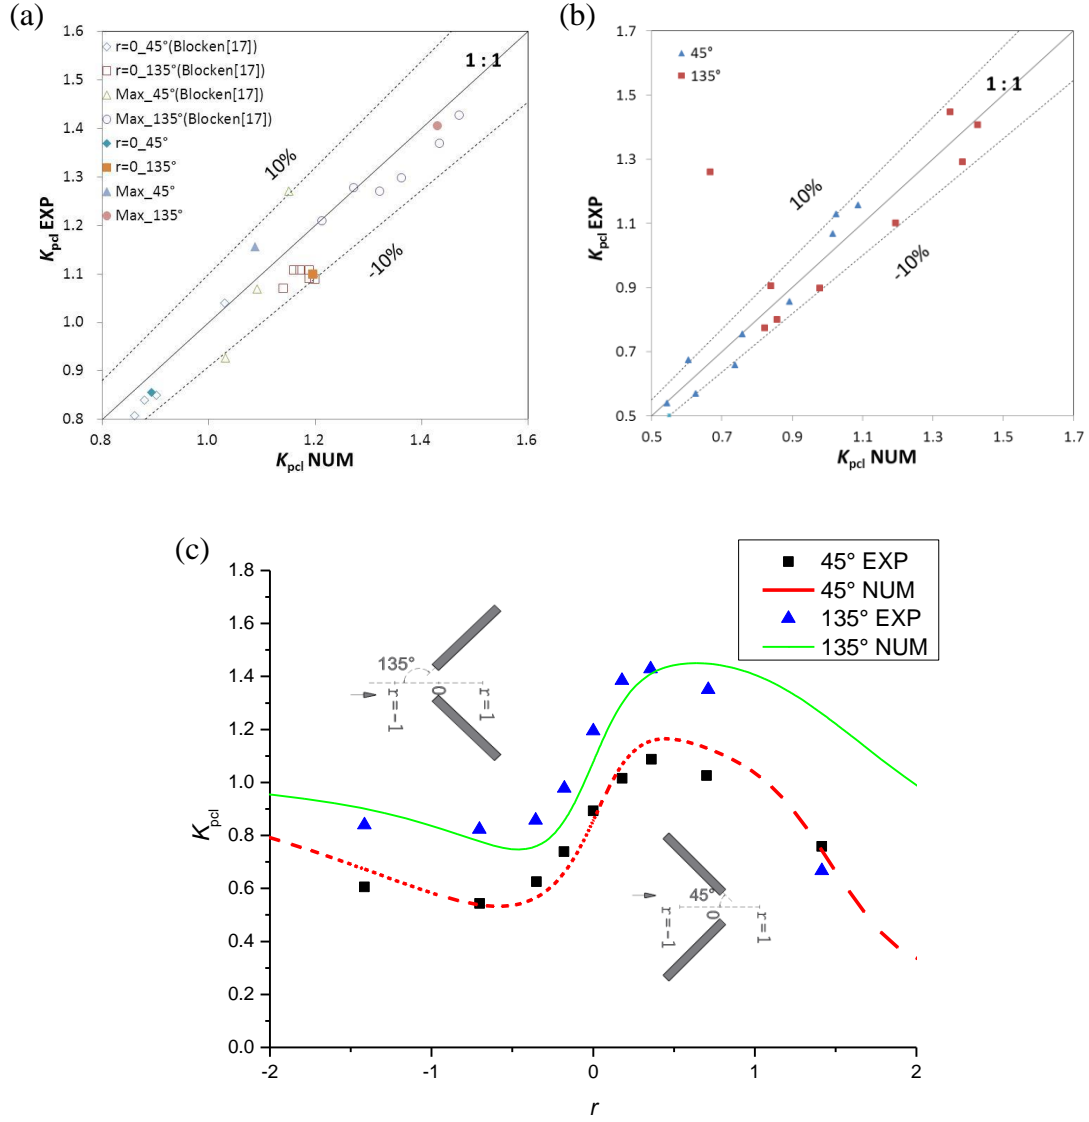 (a)
1.6
1.5
1.4
1.3
1.2
1.1
1.0
0.9
0.8
K pcl EXP
r=0_45°(Blocken[17])
r=0_135°(Blocken[17])
Max_45°(Blocken[17])
Max_135°(Blocken[17])
r=0_45°
r=0_135°
Max_45°
Max_135°
1 : 1
10%
-10%
0.8 1.0 1.2 1.4 1.6
K pcl NUM
(b)
1.7
1.5
1.3
1.1
0.9
0.7
0.5
K pcl EXP
45°
135°
1 : 1
10%
-10%
0.5 0.7 0.9 1.1 1.3 1.5 1.7
K pcl NUM
(c)
45° EXP
45° NUM
135° EXP
135° NUM
1.8
1.6
1.4
1.2
1.0
0.8
0.6
0.4
0.2
0.0
K pcl
135°
0
r=-1
r=1
45°
0
r=-1
r=1
-2 -1 0 1 2
r